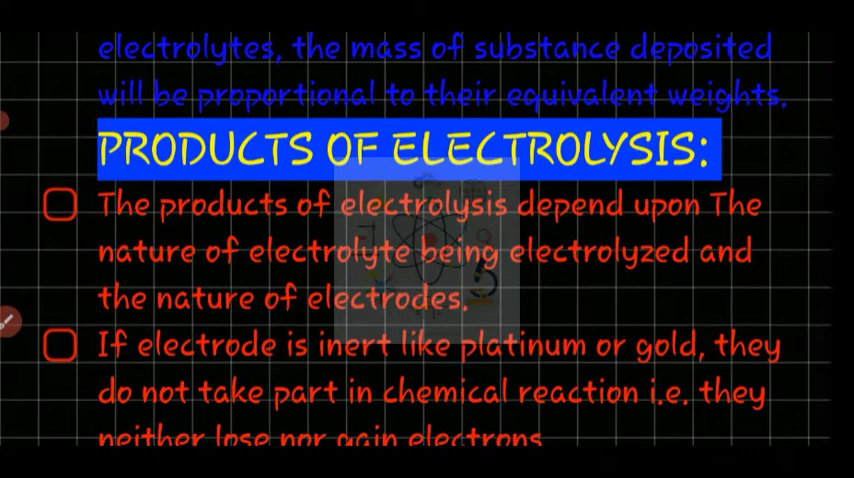 electrolytes, the mass of substance deposited
will be proportional to their equivalent weights.
PRODUCTS OF ELECTROLYSIS:
The products of electrolysis depend upon The
nature of electrolyte being electrolyzed and
the nature of electrodes.
If electrode is inert like platinum or gold, they
do not take part in chemical reaction i.e. they
neither lose nor gain electrons